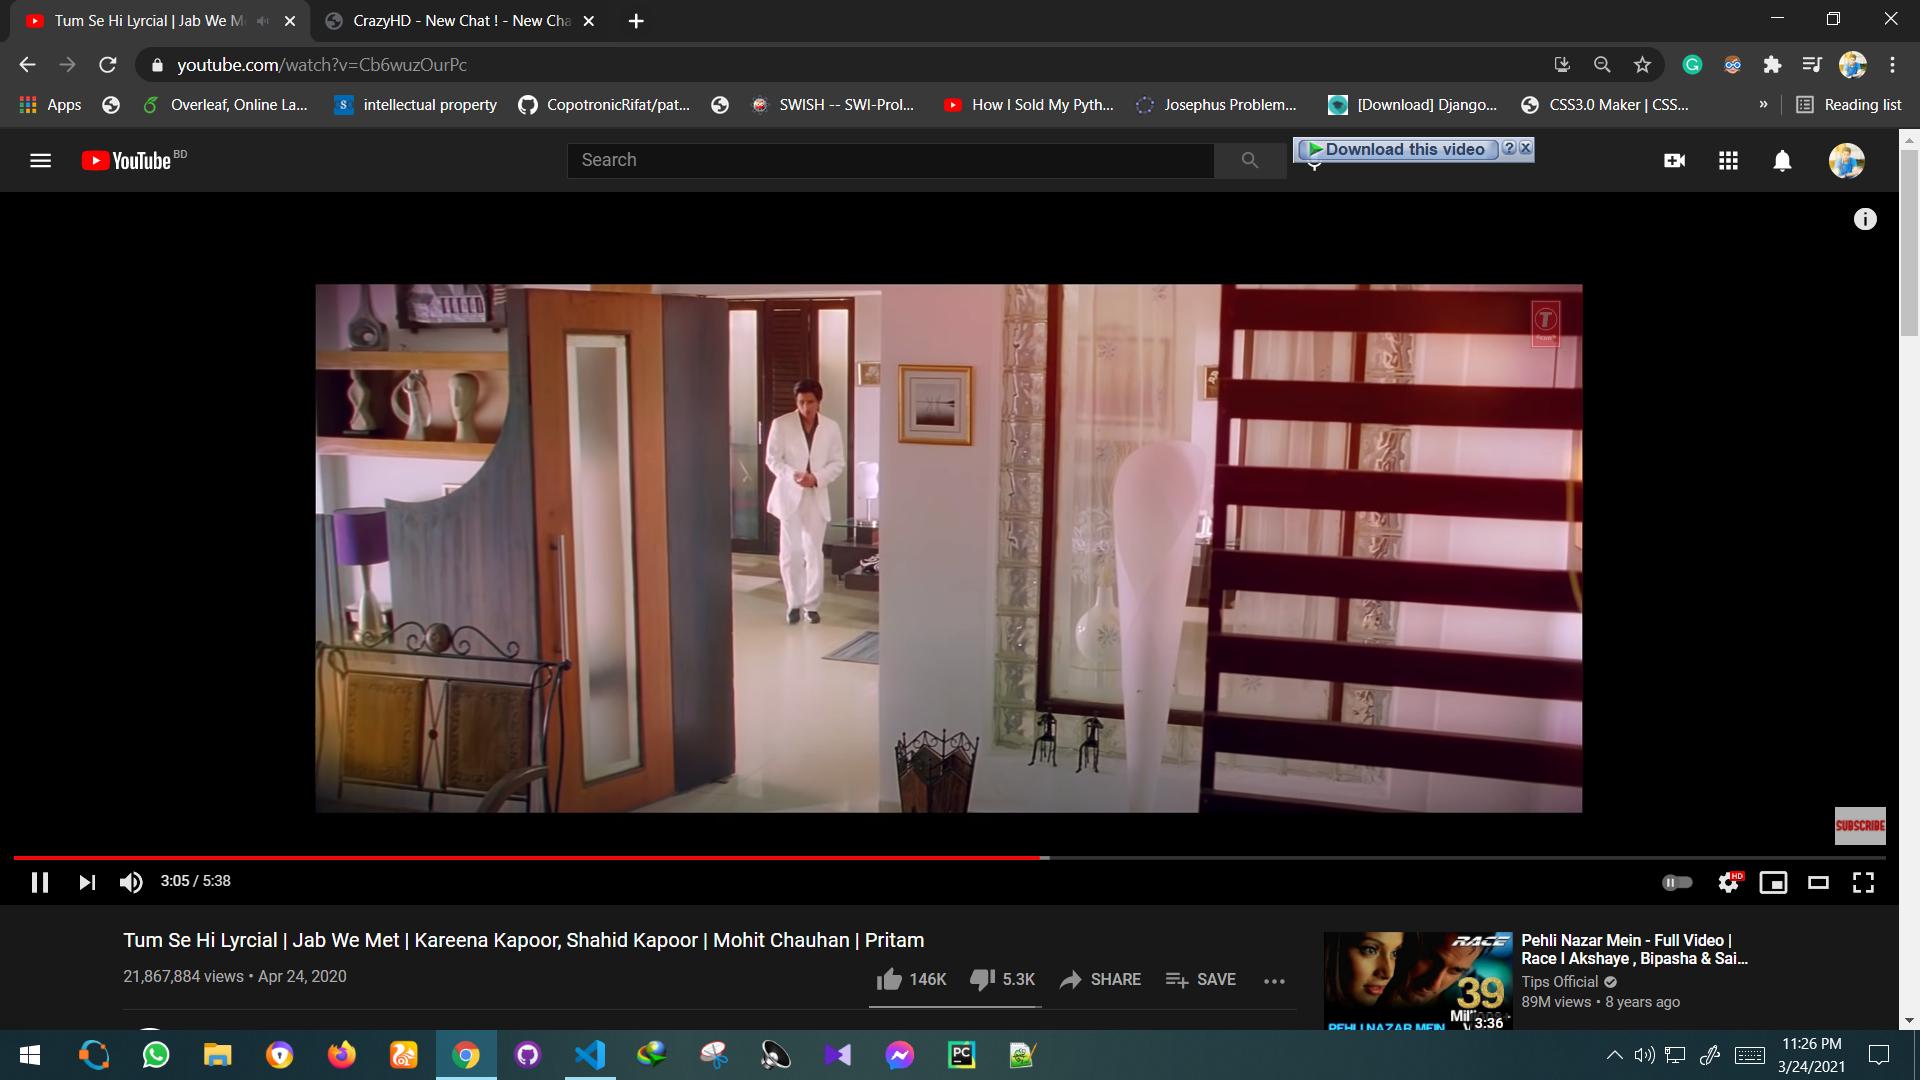 Tum Se Hi Lyrcial | Jab We M
CrazyHD - New Chat ! - New Cha
youtube.com/watch?v=Cb6wuzOurPc
Apps
Overleaf, Online La...
intellectual property
CopotronicRifat/pat...
SWISH -- SWI-Prol...
How I Sold My Pyth...
Josephus Problem...
[Download] Django...
CSS3.0 Maker | CSS...
»
Reading list
YouTube BD
Search
Download this video
T
SUBSCRIBE
3:05 / 5:38
HD
Tum Se Hi Lyrcial | Jab We Met | Kareena Kapoor, Shahid Kapoor | Mohit Chauhan | Pritam
21,867,884 views • Apr 24, 2020
146K
5.3K
SHARE
SAVE
RACE
39
PEHLI NAZAR MEIN
3:36
Pehli Nazar Mein - Full Video |
Race I Akshaye , Bipasha & Sai...
Tips Official
89M views • 8 years ago
PC
11:26 PM
3/24/2021